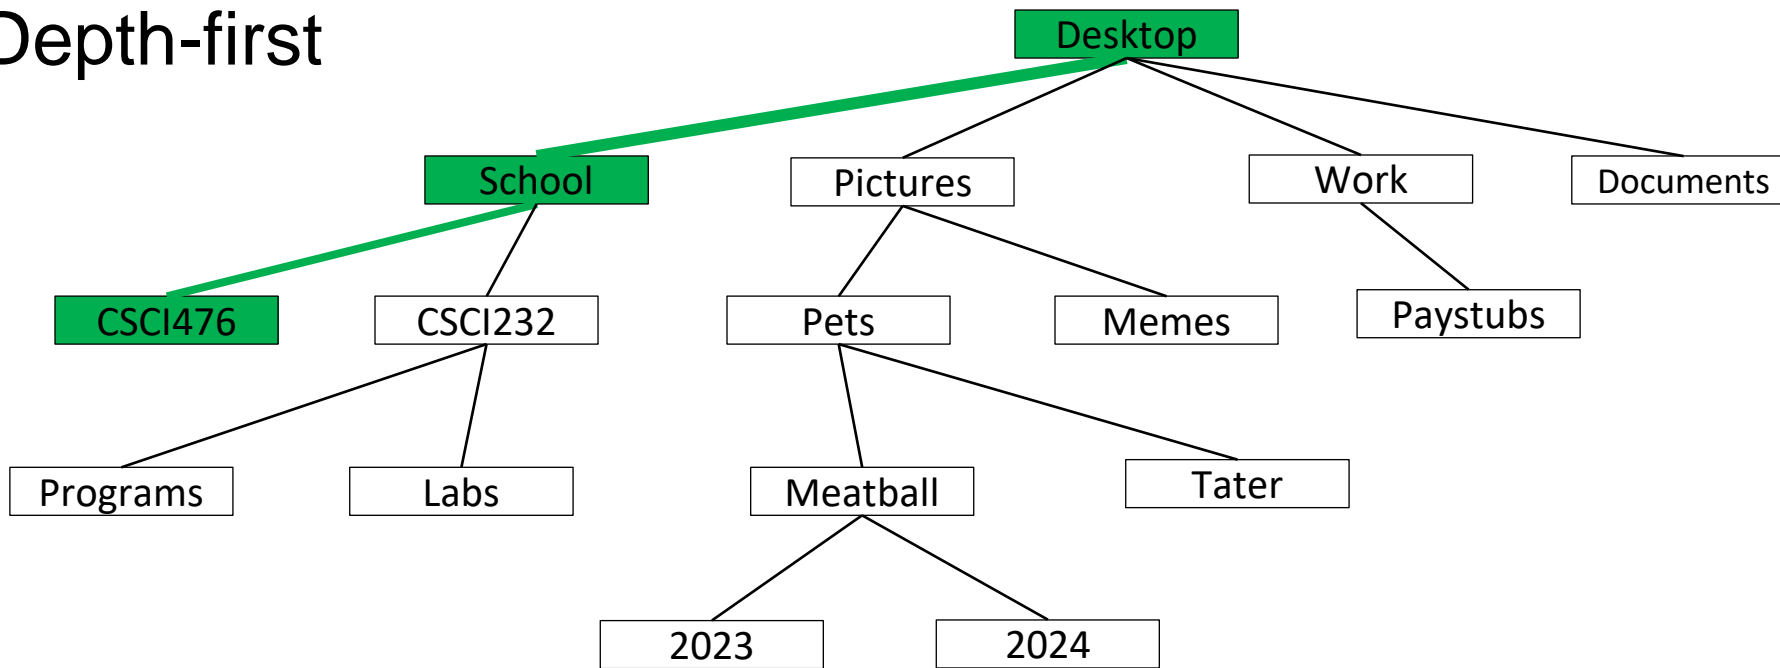 Depth-first
Desktop
School
Pictures
Work
Documents
CSCI476
CSCI232
Pets
Memes
Paystubs
Programs
Labs
Meatball
Tater
2023
2024